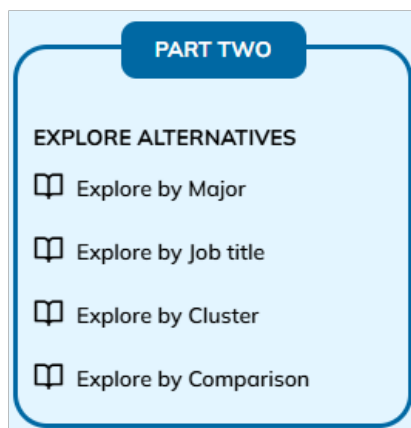 PART TWO
EXPLORE ALTERNATIVES
Explore by Major
Explore by Job title
Explore by Cluster
Explore by Comparison